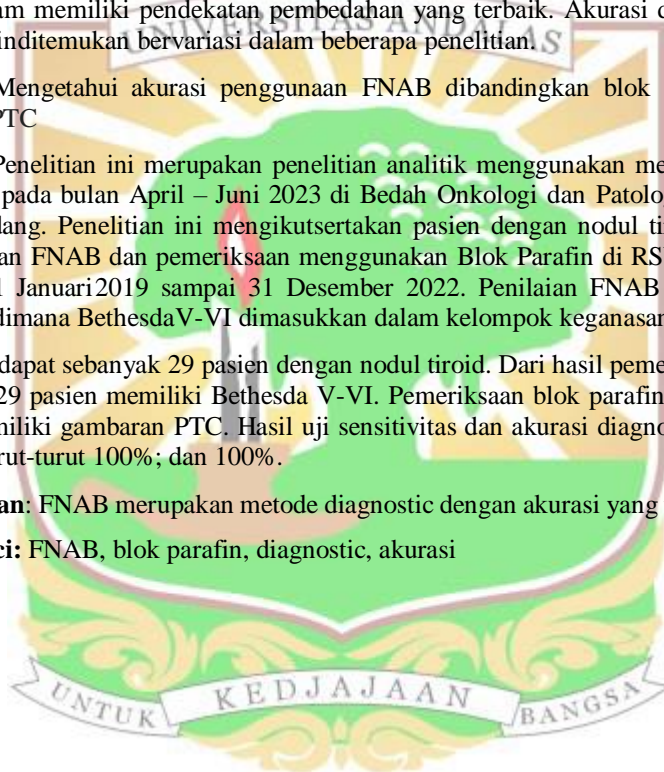 am memiliki pendekatan pembedahan yang terbaik. Akurasi d
inditemukan bervariasi dalam beberapa penelitian.
UNIVERSITAS ANDALAS
Mengetahui akurasi penggunaan FNAB dibandingkan blok
PTC
Penelitian ini merupakan penelitian analitik menggunakan me
pada bulan April – Juni 2023 di Bedah Onkologi dan Patolo
dang. Penelitian ini mengikutsertakan pasien dengan nodul ti
an FNAB dan pemeriksaan menggunakan Blok Parafin di RS
1 Januari2019 sampai 31 Desember 2022. Penilaian FNAB
dimana BethesdaV-VI dimasukkan dalam kelompok keganasan
dapat sebanyak 29 pasien dengan nodul tiroid. Dari hasil peme
29 pasien memiliki Bethesda V-VI. Pemeriksaan blok parafin
miliki gambaran PTC. Hasil uji sensitivitas dan akurasi diagno
rut-turut 100%; dan 100%.
an: FNAB merupakan metode diagnostic dengan akurasi yang
ci: FNAB, blok parafin, diagnostic, akurasi
UNTUK KEDJAJAAN BANGSA